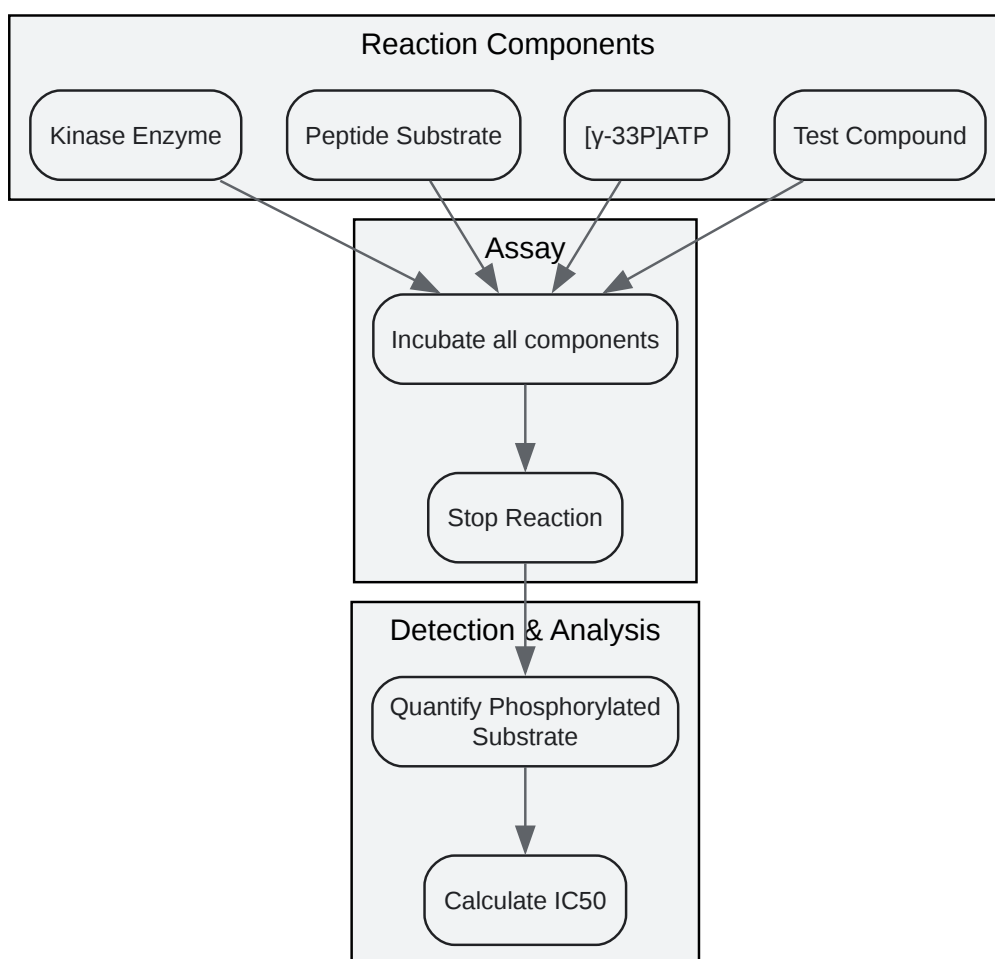 Reaction Components
Kinase Enzyme
Peptide Substrate
[γ-33P]ATP
Test Compound
Assay
Incubate all components
Stop Reaction
Detection & Analysis
Quantify Phosphorylated
Substrate
Calculate IC50